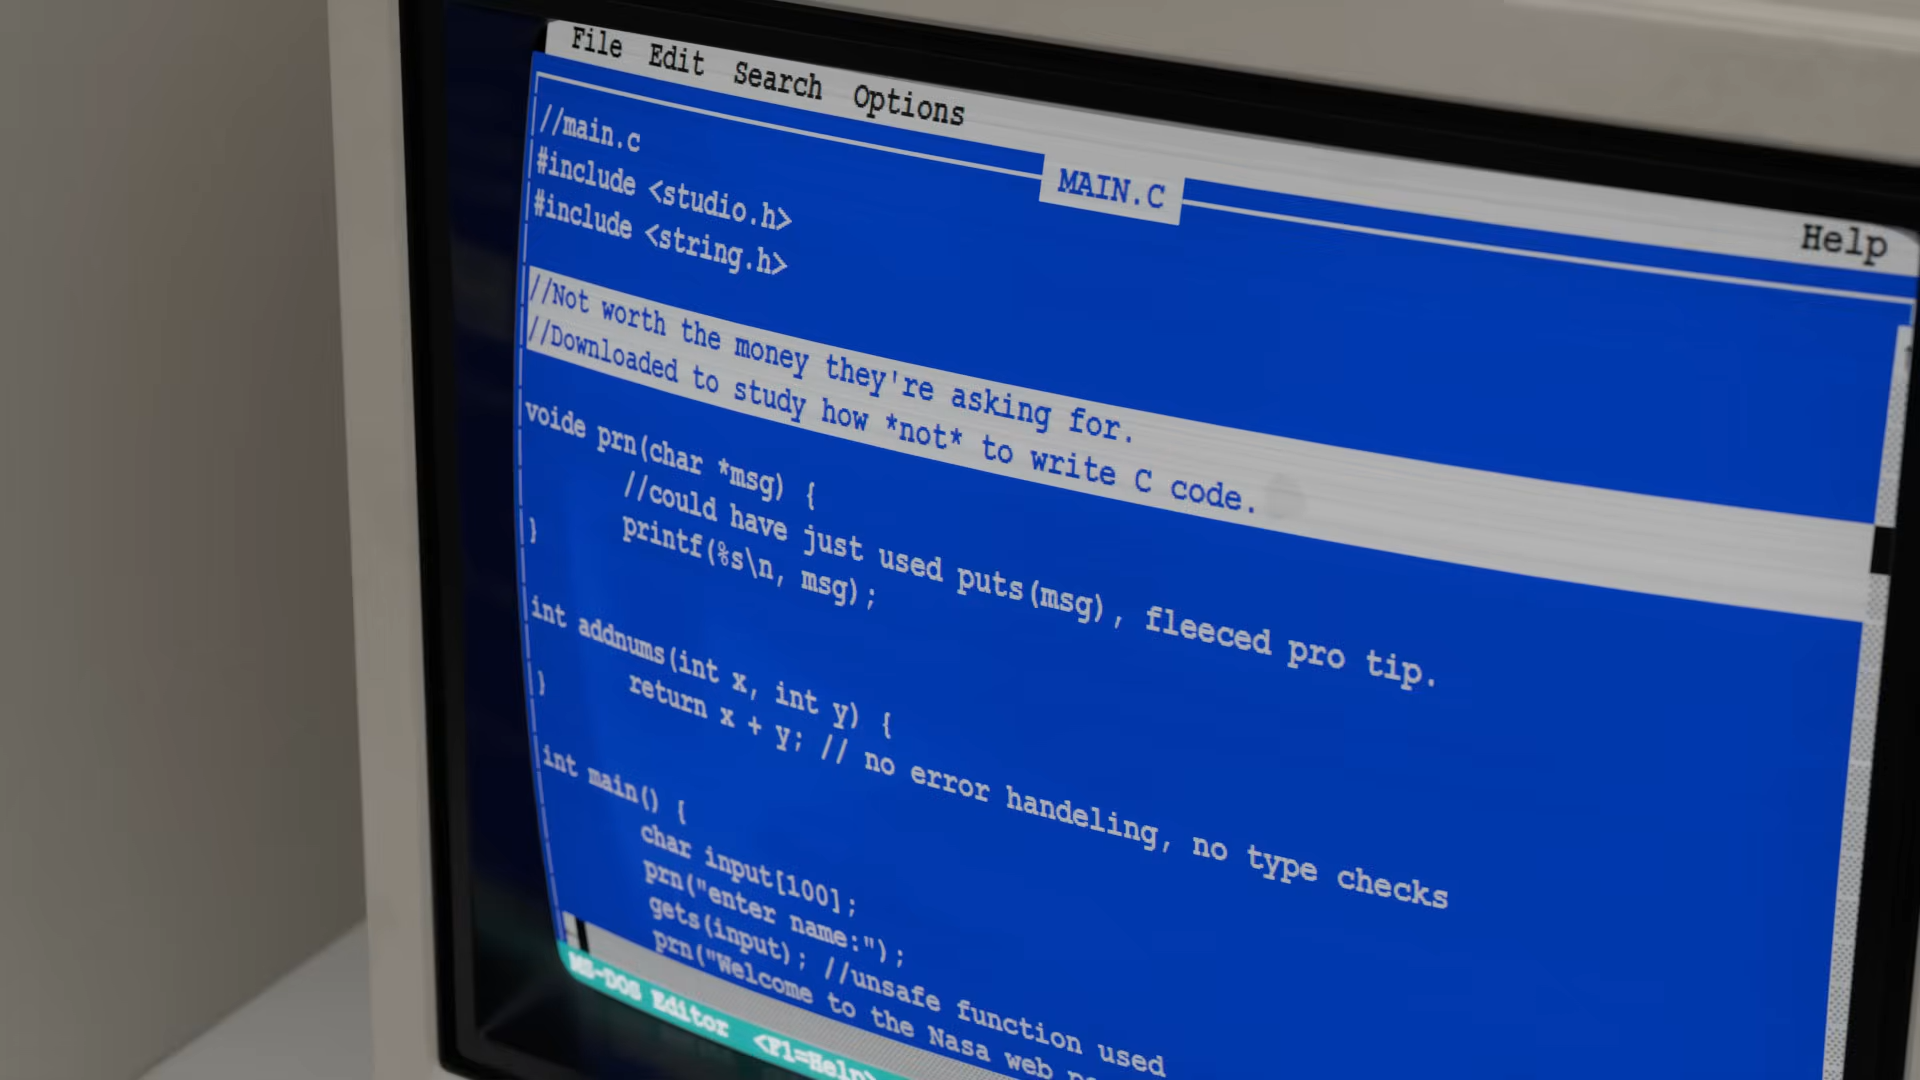 File Edit Search Options Help
MAIN.C
//main.c
#include <studio.h>
#include <string.h>
//Not worth the money they're asking for.
//Downloaded to study how *not* to write C code.
voide prn(char *msg) {
//could have just used puts(msg), fleeced pro tip.
printf(%s\n, msg);
}
int addnums(int x, int y) {
return x + y; // no error handeling, no type checks
}
int main() {
char input[100];
prn("enter name:");
gets(input); //unsafe function used
prn("Welcome to the Nasa web
MS-DOS Editor <F1=Help>